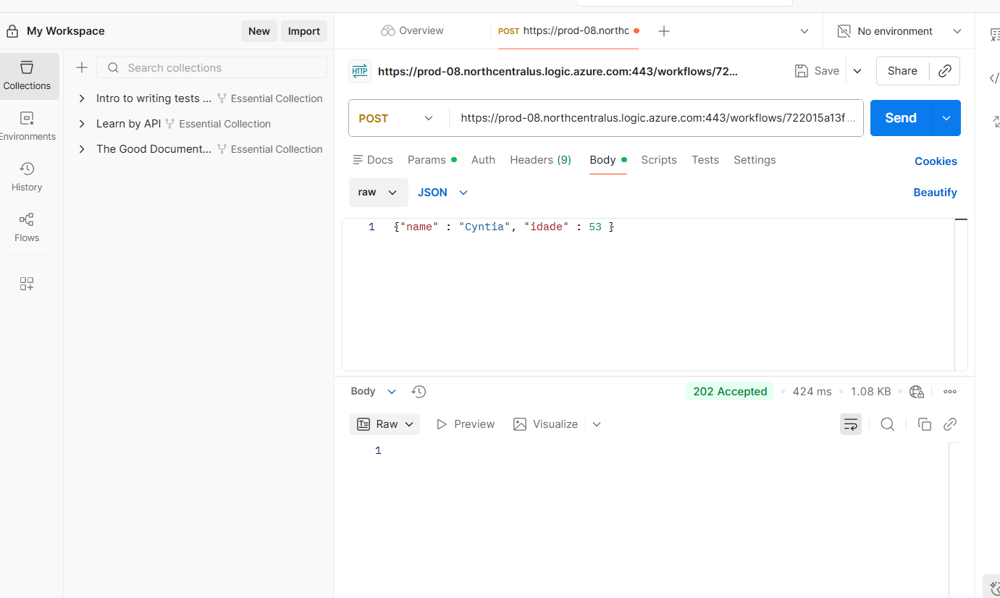 My Workspace
New
Import
Overview
POST https://prod-08.northc
No environment
Collections
Environments
History
Flows
Search collections
Intro to writing tests ... Essential Collection
Learn by API Essential Collection
The Good Document... Essential Collection
HTTP https://prod-08.northcentralus.logic.azure.com:443/workflows/72...
Save
Share
POST https://prod-08.northcentralus.logic.azure.com:443/workflows/722015a13f ...
Send
Docs Params Auth Headers (9) Body Scripts Tests Settings
Cookies
raw JSON
Beautify
1 {"name" : "Cyntia", "idade" : 53 }
Body
202 Accepted 424 ms 1.08 KB
Raw Preview Visualize
1